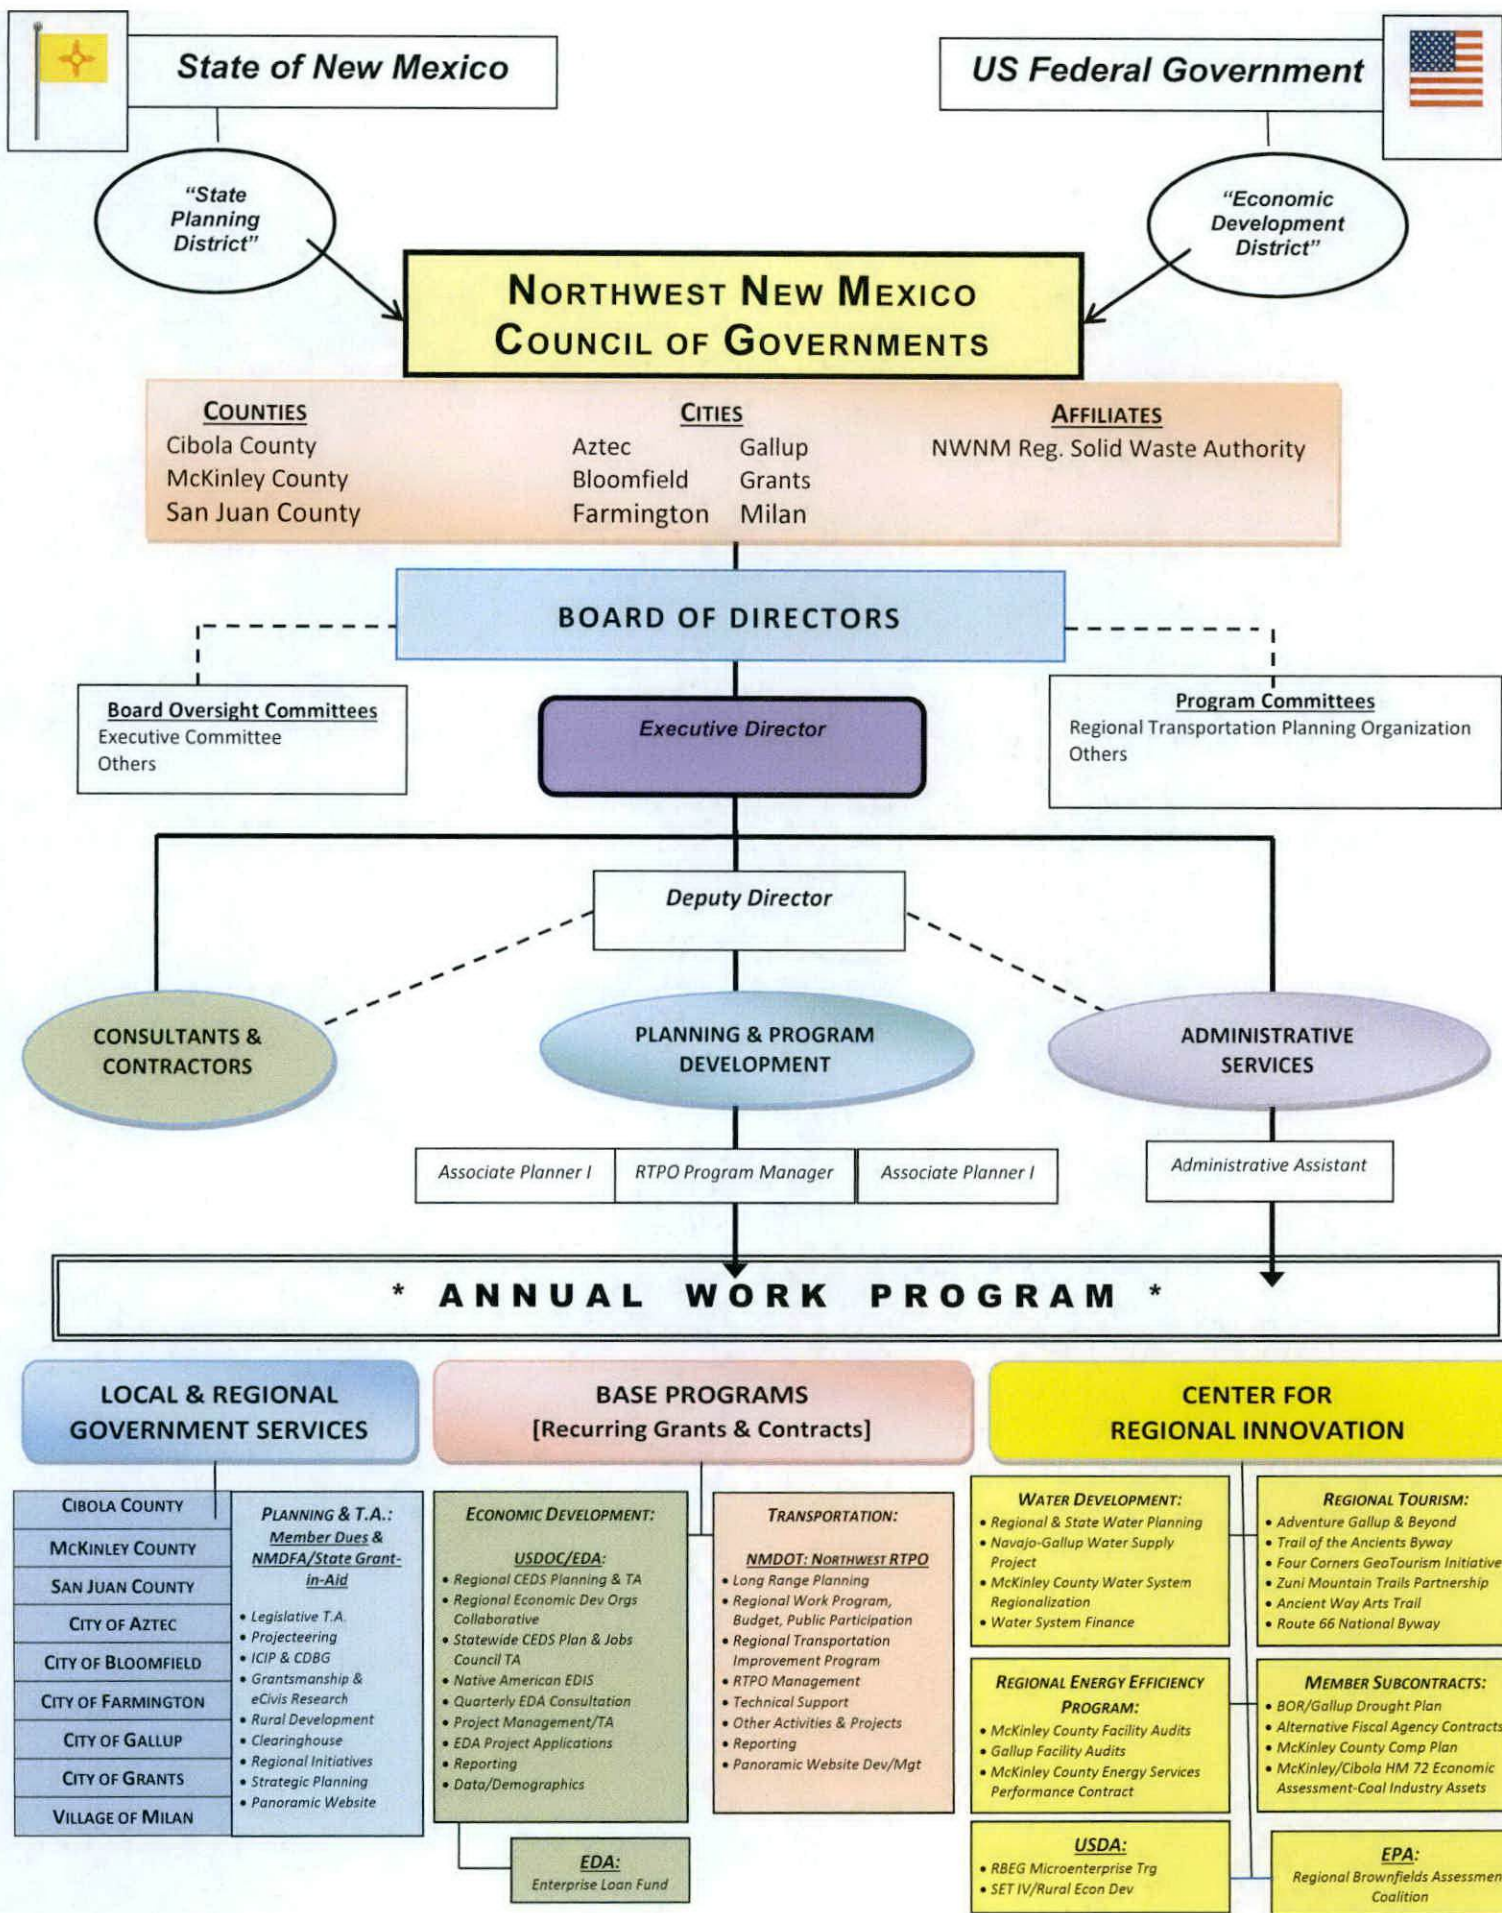 State of New Mexico
US Federal Government
"State
Planning
District"
"Economic
Development
District"
NORTHWEST NEW MEXICO
COUNCIL OF GOVERNMENTS
COUNTIES
Cibola County
McKinley County
San Juan County
CITIES
Aztec Gallup
Bloomfield Grants
Farmington Milan
AFFILIATES
NWNM Reg. Solid Waste Authority
BOARD OF DIRECTORS
Board Oversight Committees
Executive Committee
Others
Executive Director
Program Committees
Regional Transportation Planning Organization
Others
Deputy Director
CONSULTANTS &
CONTRACTORS
PLANNING & PROGRAM
DEVELOPMENT
ADMINISTRATIVE
SERVICES
Associate Planner I
RTPO Program Manager
Associate Planner I
Administrative Assistant
* ANNUAL WORK PROGRAM *
LOCAL & REGIONAL
GOVERNMENT SERVICES
CIBOLA COUNTY
MCKINLEY COUNTY
SAN JUAN COUNTY
CITY OF AZTEC
CITY OF BLOOMFIELD
CITY OF FARMINGTON
CITY OF GALLUP
CITY OF GRANTS
VILLAGE OF MILAN
PLANNING & T.A.:
Member Dues &
NMDFA/State Grant-
in-Aid
• Legislative T.A.
• Projecteering
• ICIP & CDBG
• Grantsmanship &
eCivis Research
• Rural Development
• Clearinghouse
• Regional Initiatives
• Strategic Planning
• Panoramic Website
BASE PROGRAMS
[Recurring Grants & Contracts]
ECONOMIC DEVELOPMENT:
USDOC/EDA:
• Regional CEDS Planning & TA
• Regional Economic Dev Orgs
Collaborative
• Statewide CEDS Plan & Jobs
Council TA
• Native American EDIS
• Quarterly EDA Consultation
• Project Management/TA
• EDA Project Applications
• Reporting
• Data/Demographics
EDA:
Enterprise Loan Fund
TRANSPORTATION:
NMDOT: NORTHWEST RTPO
• Long Range Planning
• Regional Work Program,
Budget, Public Participation
• Regional Transportation
Improvement Program
• RTPO Management
• Technical Support
• Other Activities & Projects
• Reporting
• Panoramic Website Dev/Mgt
CENTER FOR
REGIONAL INNOVATION
WATER DEVELOPMENT:
• Regional & State Water Planning
• Navajo-Gallup Water Supply
Project
• McKinley County Water System
Regionalization
• Water System Finance
REGIONAL TOURISM:
• Adventure Gallup & Beyond
• Trail of the Ancients Byway
• Four Corners GeoTourism Initiative
• Zuni Mountain Trails Partnership
• Ancient Way Arts Trail
• Route 66 National Byway
REGIONAL ENERGY EFFICIENCY
PROGRAM:
• McKinley County Facility Audits
• Gallup Facility Audits
• McKinley County Energy Services
Performance Contract
MEMBER SUBCONTRACTS:
• BOR/Gallup Drought Plan
• Alternative Fiscal Agency Contracts
• McKinley County Comp Plan
• McKinley/Cibola HM 72 Economic
Assessment-Coal Industry Assets
USDA:
• RBEG Microenterprise Trg
• SET IV/Rural Econ Dev
EPA:
Regional Brownfields Assessmen
Coalition